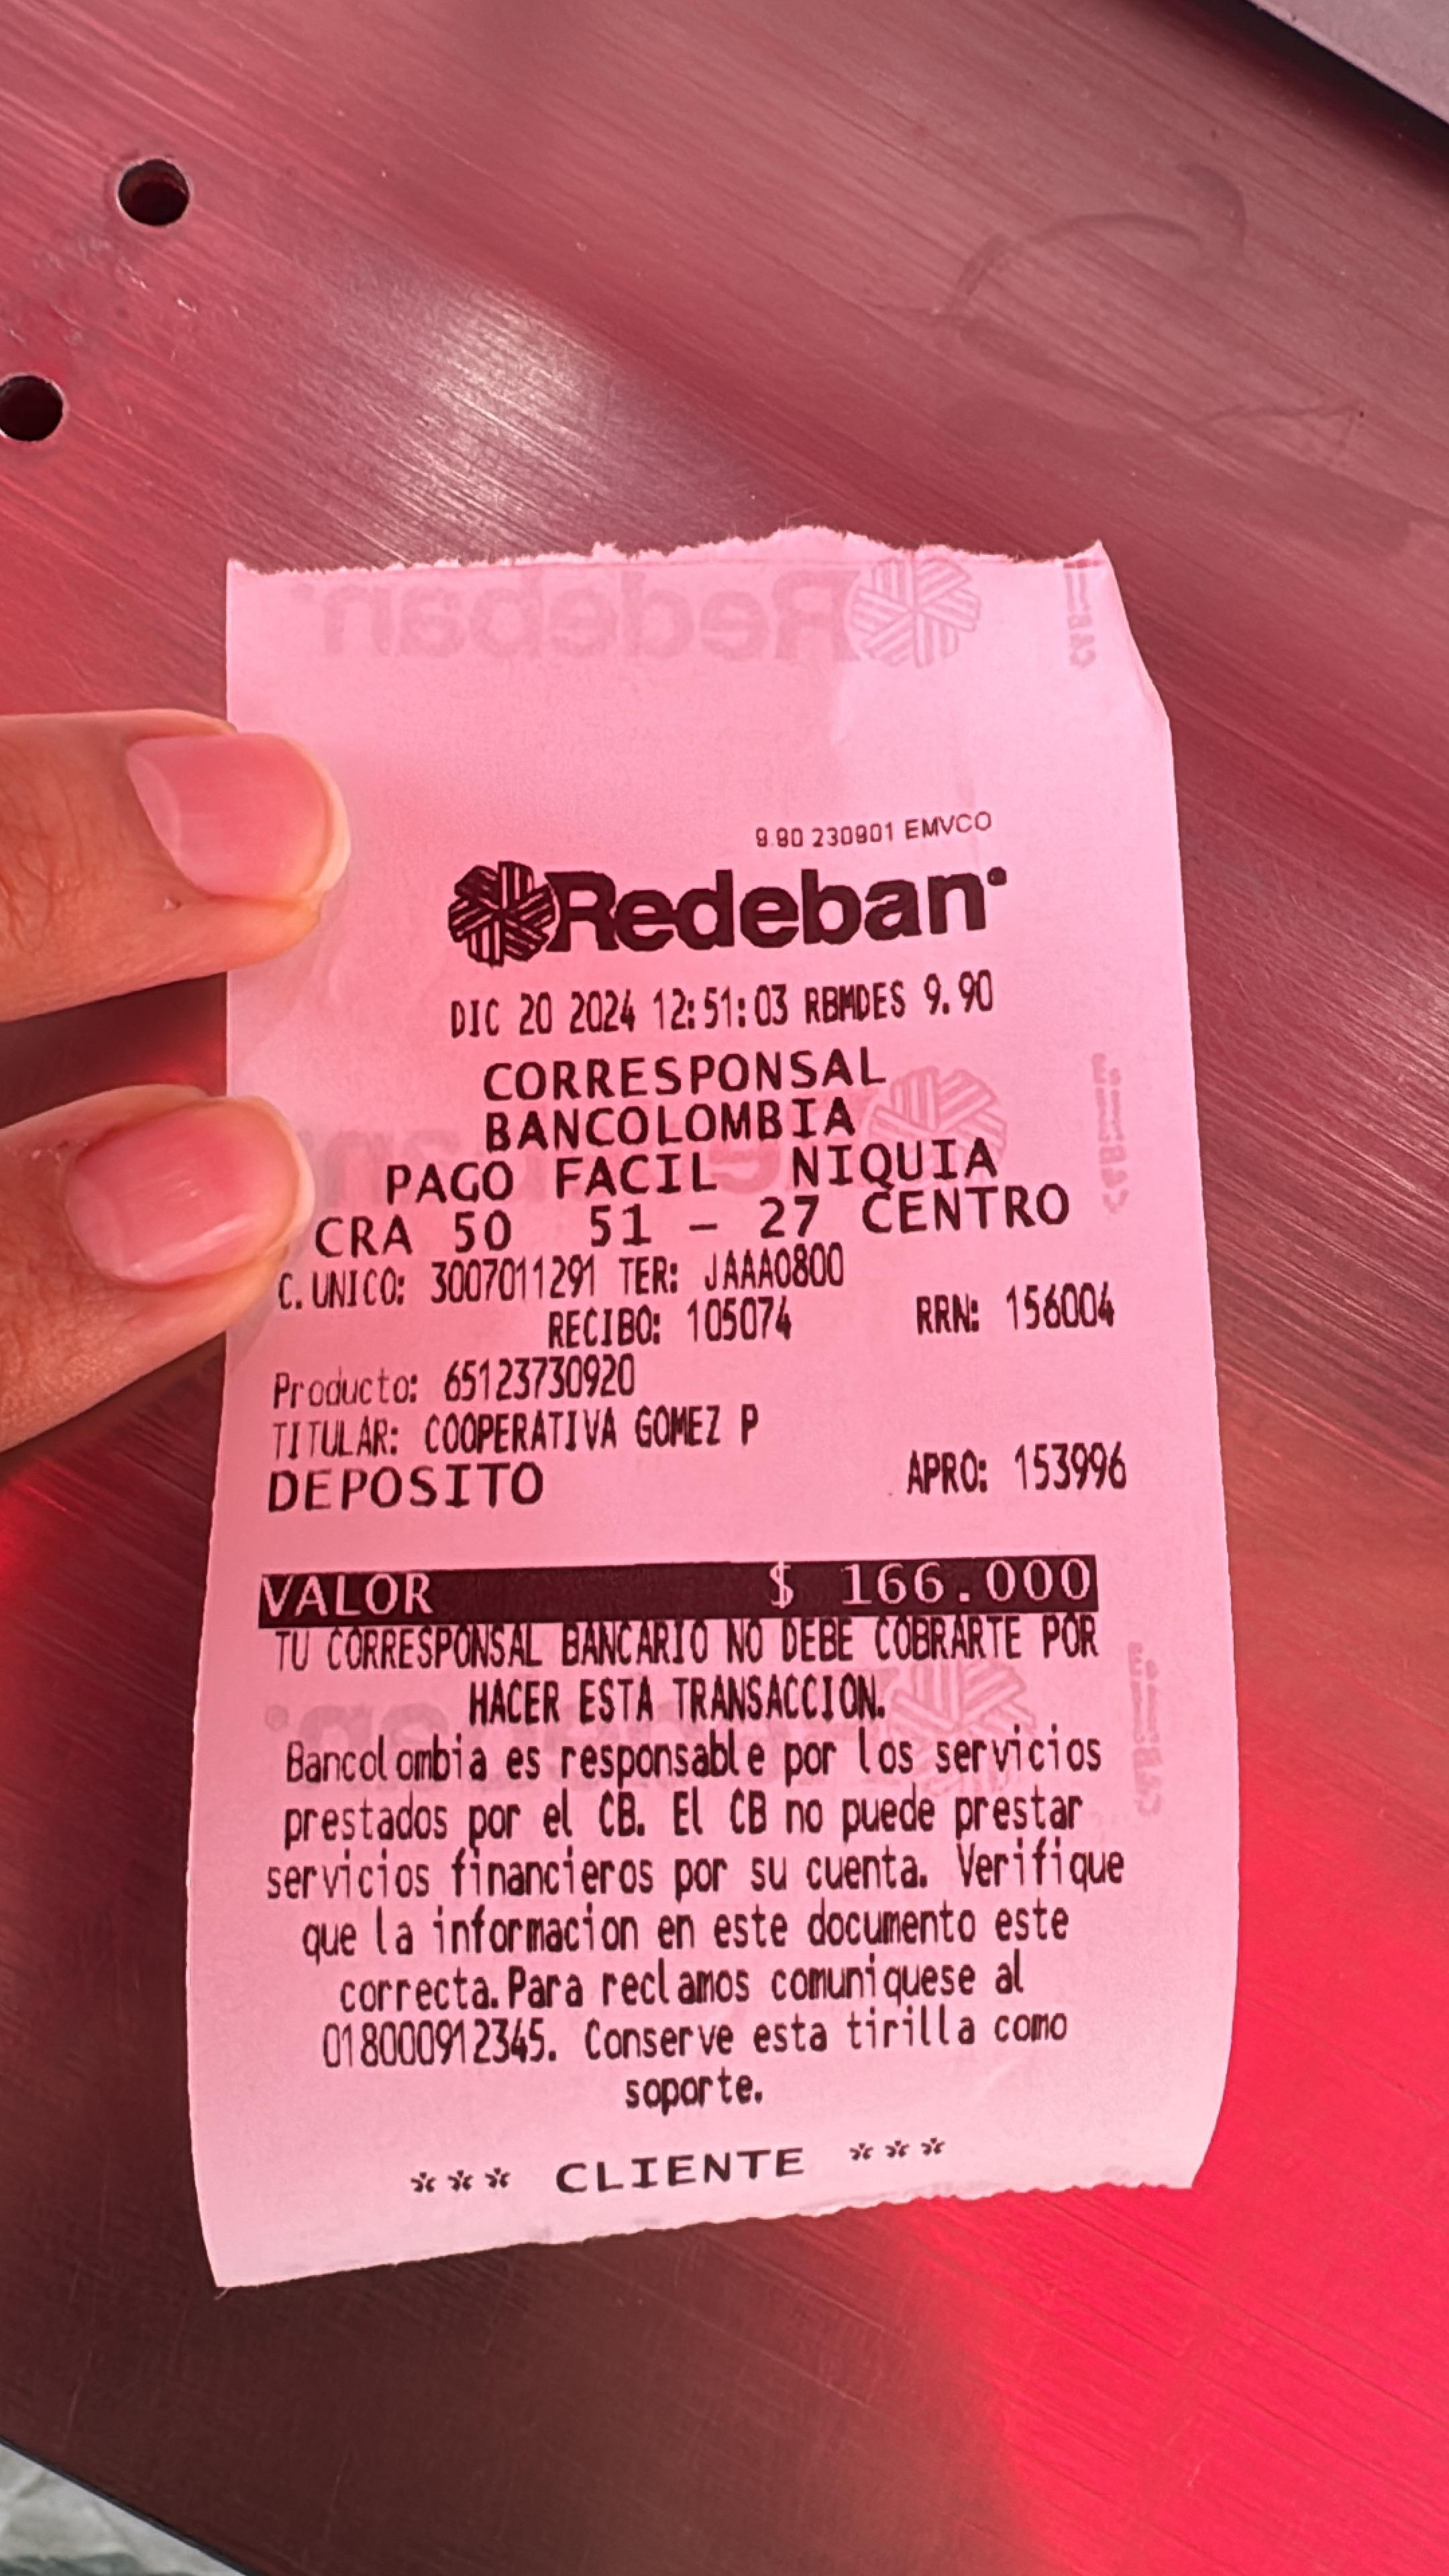 Redeban
9.90 230901 EMVCO
Redeban
DIC 20 2024 12:51:03 RBMDES 9.90
CORRESPONSAL
BANCOLOMBIA
PAGO FACIL NIQUIA
CRA 50 51 - 27 CENTRO
C. UNICO: 3007011291 TER: JAAA0800
RECIBO: 105074 RRN: 156004
Producto: 65123730920
TITULAR: COOPERATIVA GOMEZ P
DEPOSITO APRO: 153996
VALOR $ 166.000
TU CORRESPONSAL BANCARIO NO DEBE COBRARTE POR
HACER ESTA TRANSACCION.
Bancolombia es responsable por los servicios
prestados por el CB. El CB no puede prestar
servicios financieros por su cuenta. Verifique
que la informacion en este documento este
correcta.Para reclamos comuniquese al
018000912345. Conserve esta tirilla como
soporte.
*** CLIENTE ***